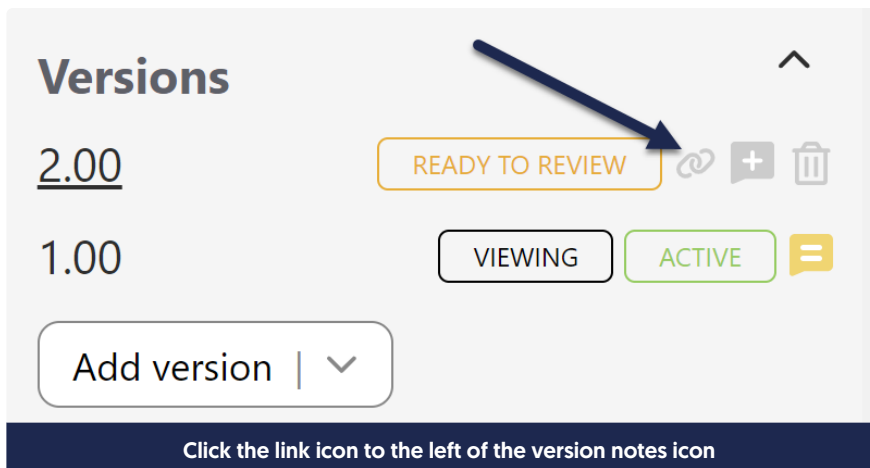 Versions
2.00 READY TO REVIEW
1.00 VIEWING ACTIVE
Add version |
Click the link icon to the left of the version notes icon